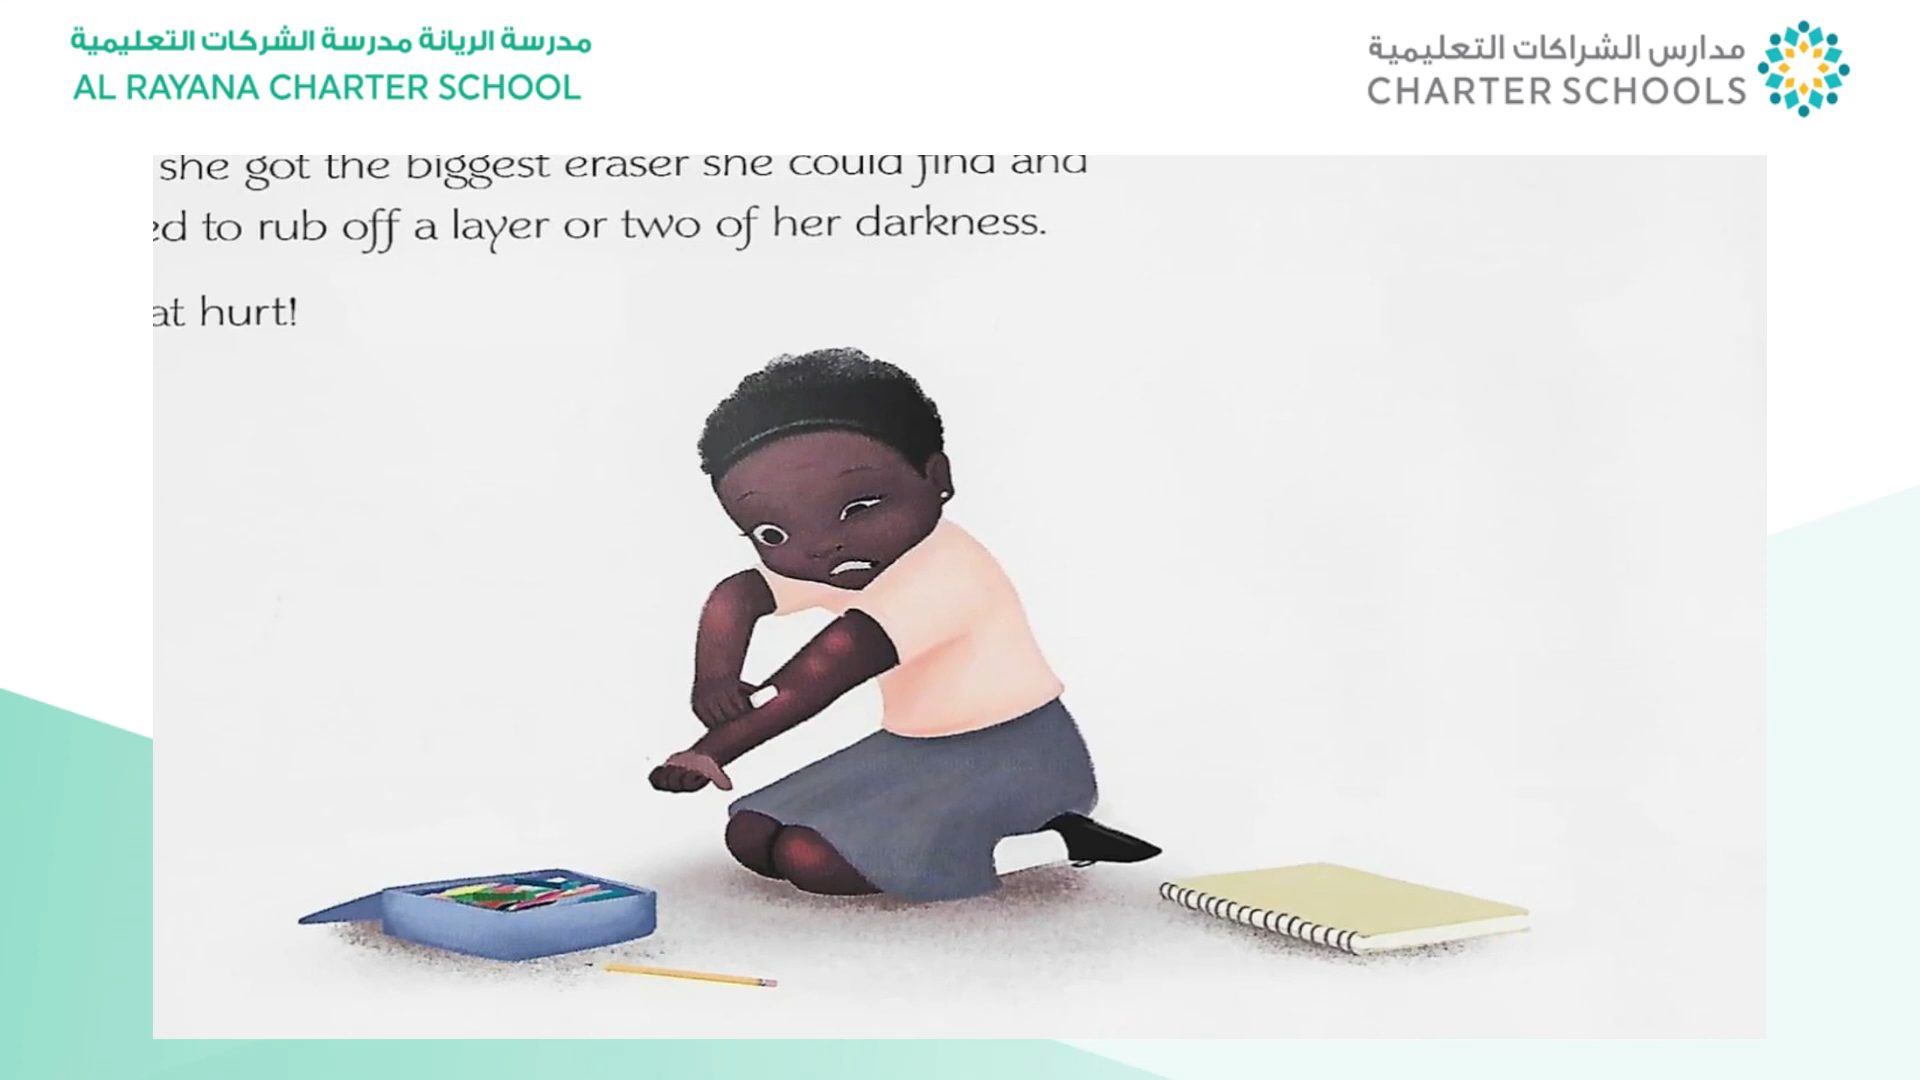 مدرسة الريانة مدرسة الشركات التعليمية
AL RAYANA CHARTER SCHOOL
مدارس الشراكات التعليمية
CHARTER SCHOOLS
she got the biggest eraser she could find and
ed to rub off a layer or two of her darkness.
at hurt!